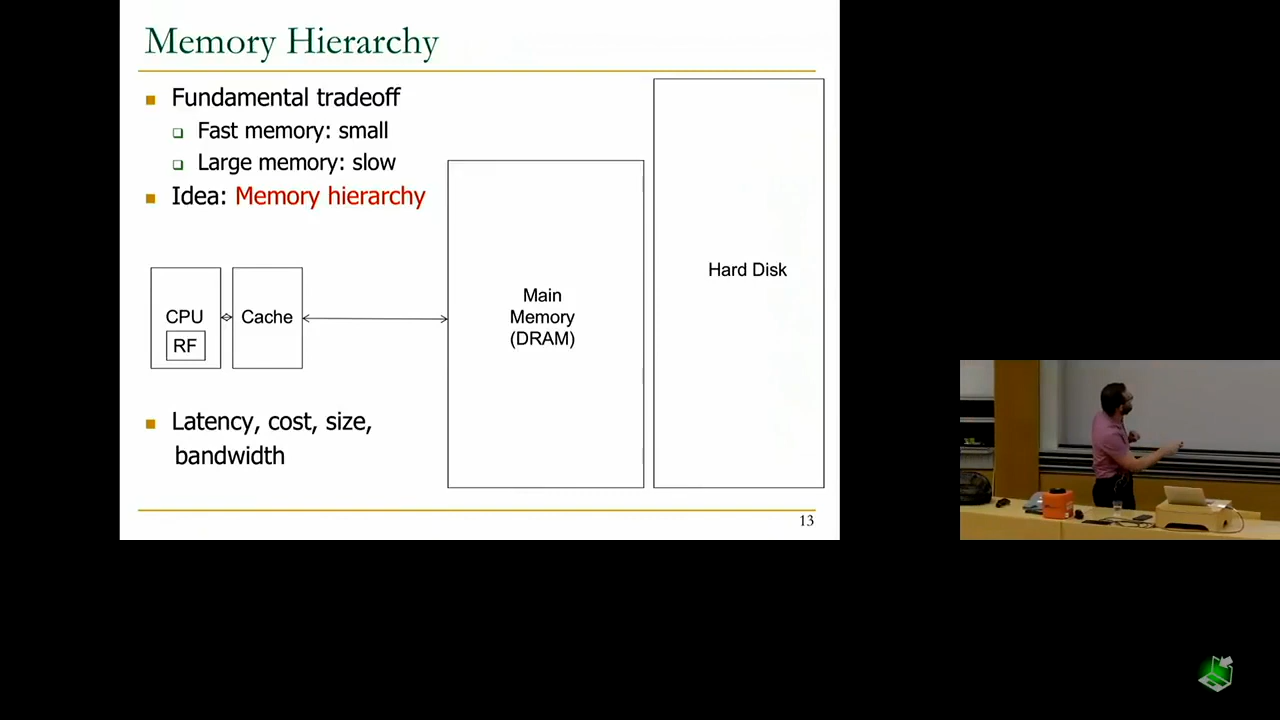 Memory Hierarchy
Fundamental tradeoff
Fast memory: small
Large memory: slow
Idea: Memory hierarchy
CPU
RF
Cache
Main
Memory
(DRAM)
Hard Disk
Latency, cost, size,
bandwidth
13